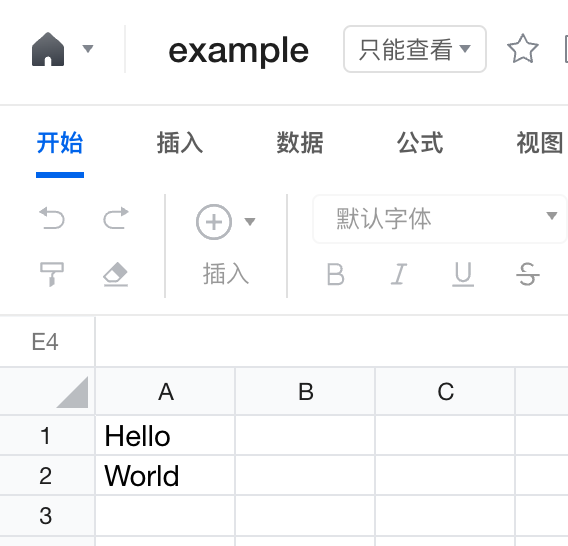 example 只能查看
开始 插入 数据 公式 视图
默认字体
插入 B I U S
E4
A B C
1 Hello
2 World
3